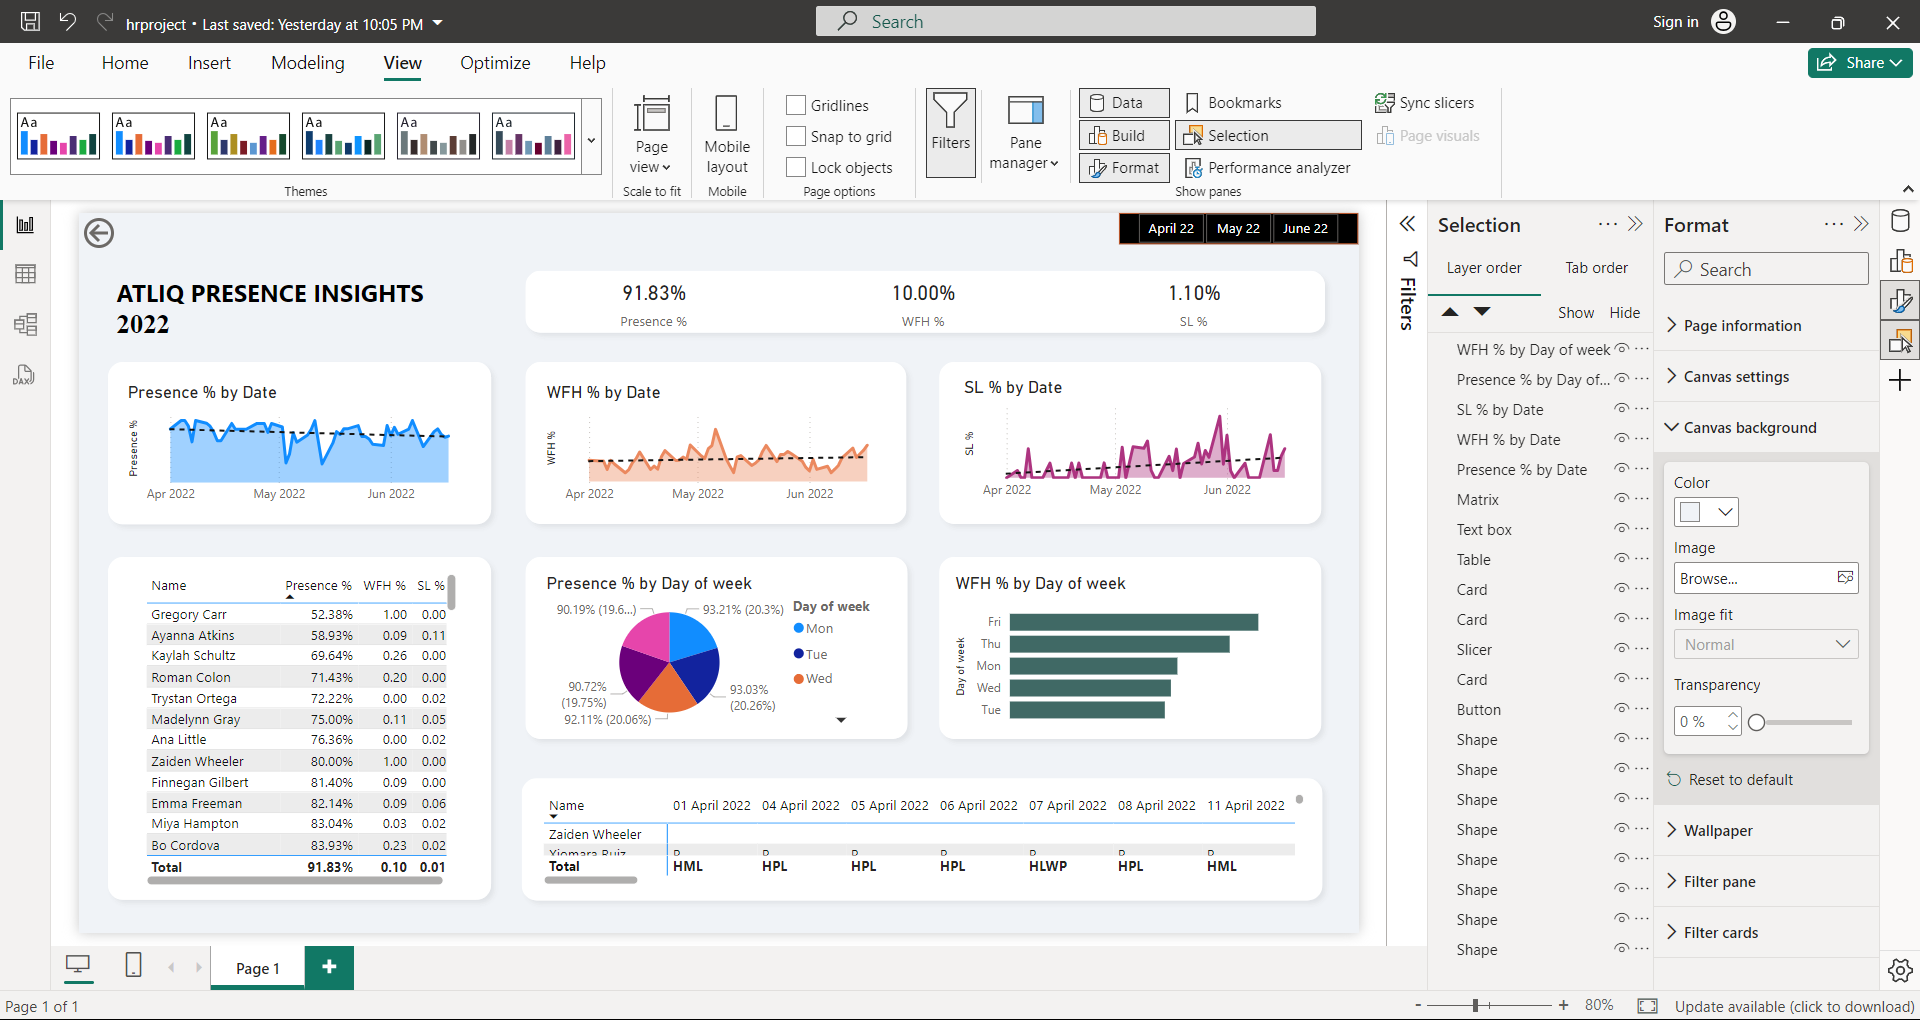 hrproject • Last saved: Yesterday at 10:05 PM
Search
Sign in
File Home Insert Modeling View Optimize Help
Share
Aa Aa Aa Aa Aa Aa
Themes
Page view
Scale to fit
Mobile layout
Mobile
Gridlines
Snap to grid
Lock objects
Page options
Filters
Pane manager
Data
Build
Format
Bookmarks
Selection
Performance analyzer
Sync slicers
Page visuals
Show panes
DAX
April 22 May 22 June 22
ATLIQ PRESENCE INSIGHTS
2022
91.83% 10.00% 1.10%
Presence % WFH % SL %
Presence % by Date
Presence %
Apr 2022 May 2022 Jun 2022
WFH % by Date
WFH %
Apr 2022 May 2022 Jun 2022
SL % by Date
SL %
Apr 2022 May 2022 Jun 2022
Name Presence % WFH % SL %
Gregory Carr 52.38% 1.00 0.00
Ayanna Atkins 58.93% 0.09 0.11
Kaylah Schultz 69.64% 0.26 0.00
Roman Colon 71.43% 0.20 0.00
Trystan Ortega 72.22% 0.00 0.02
Madelynn Gray 75.00% 0.11 0.05
Ana Little 76.36% 0.00 0.02
Zaiden Wheeler 80.00% 1.00 0.00
Finnegan Gilbert 81.40% 0.09 0.00
Emma Freeman 82.14% 0.09 0.06
Miya Hampton 83.04% 0.03 0.02
Bo Cordova 83.93% 0.23 0.02
Total 91.83% 0.10 0.01
Presence % by Day of week
90.19% (19.6...) 93.21% (20.3%)
90.72% (19.75%)
93.03% (20.26%)
92.11% (20.06%)
Day of week
Mon
Tue
Wed
WFH % by Day of week
Day of week
Fri
Thu
Mon
Wed
Tue
Name 01 April 2022 04 April 2022 05 April 2022 06 April 2022 07 April 2022 08 April 2022 11 April 2022
Zaiden Wheeler
Xiomara Ruiz P P P P P P P
Total HML HPL HPL HPL HLWP HPL HML
Filters
Selection
Layer order Tab order
Show Hide
WFH % by Day of week
Presence % by Day of...
SL % by Date
WFH % by Date
Presence % by Date
Matrix
Text box
Table
Card
Card
Slicer
Card
Button
Shape
Shape
Shape
Shape
Shape
Shape
Shape
Shape
Format
Search
Page information
Canvas settings
Canvas background
Color
Image
Browse...
Image fit
Normal
Transparency
0 %
Reset to default
Wallpaper
Filter pane
Filter cards
Page 1
Page 1 of 1
- + 80%
Update available (click to download)